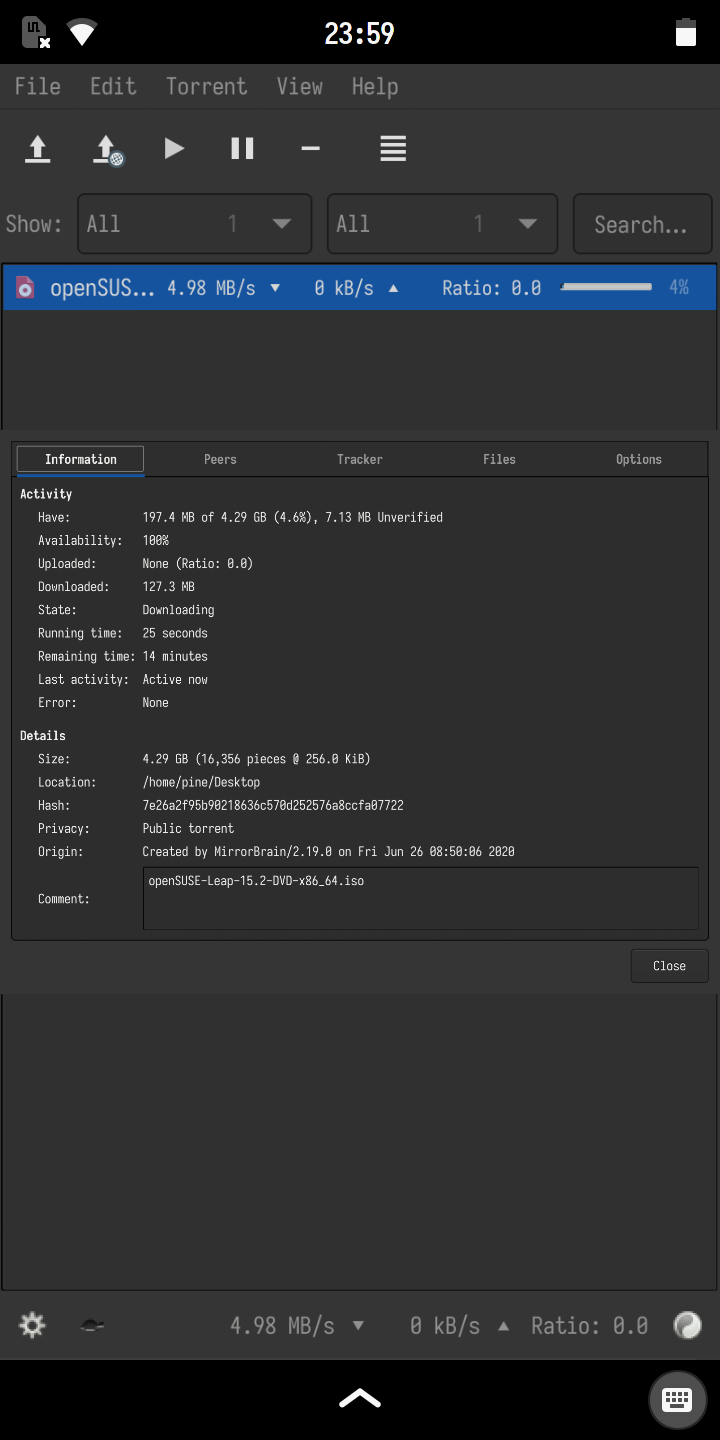 23:59
File Edit Torrent View Help
Show: All 1 All 1 Search...
openSUS... 4.98 MB/s 0 kB/s Ratio: 0.0 4%
Information Peers Tracker Files Options
Activity
Have: 197.4 MB of 4.29 GB (4.6%), 7.13 MB Unverified
Availability: 100%
Uploaded: None (Ratio: 0.0)
Downloaded: 127.3 MB
State: Downloading
Running time: 25 seconds
Remaining time: 14 minutes
Last activity: Active now
Error: None
Details
Size: 4.29 GB (16,356 pieces @ 256.0 KiB)
Location: /home/pine/Desktop
Hash: 7e26a2f95b90218636c570d252576a8ccfa07722
Privacy: Public torrent
Origin: Created by MirrorBrain/2.19.0 on Fri Jun 26 08:50:06 2020
Comment: openSUSE-Leap-15.2-DVD-x86_64.iso
Close
4.98 MB/s 0 kB/s Ratio: 0.0